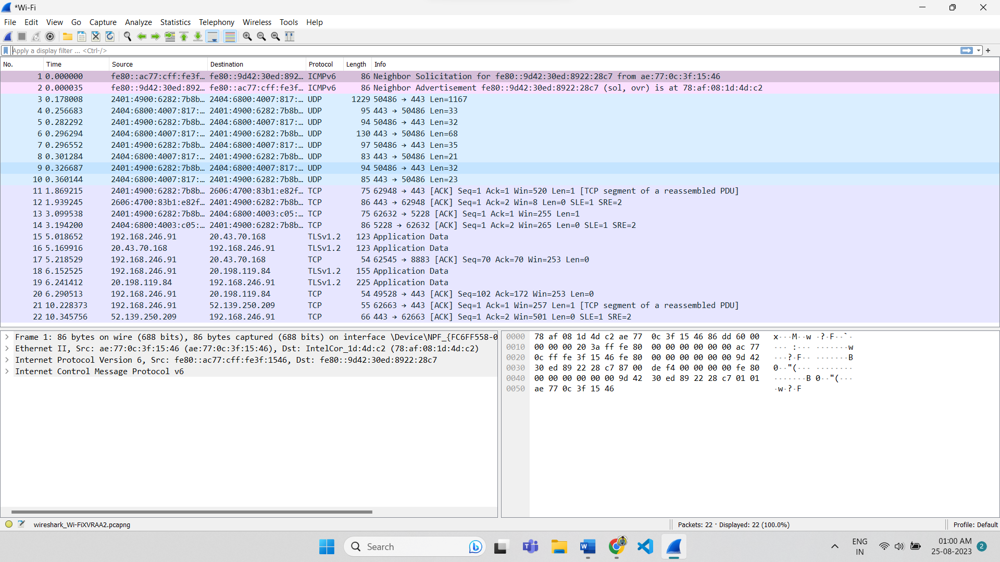 *Wi-Fi
File Edit View Go Capture Analyze Statistics Telephony Wireless Tools Help
Apply a display filter ... <Ctrl-/>
No. Time Source Destination Protocol Length Info
1 0.000000 fe80::ac77:cff:fe3f… fe80::9d42:30ed:892… ICMPv6 86 Neighbor Solicitation for fe80::9d42:30ed:8922:28c7 from ae:77:0c:3f:15:46
2 0.000035 fe80::9d42:30ed:892… fe80::ac77:cff:fe3f… ICMPv6 86 Neighbor Advertisement fe80::9d42:30ed:8922:28c7 (sol, ovr) is at 78:af:08:1d:4d:c2
3 0.178008 2401:4900:6282:7b8b… 2404:6800:4007:817:… UDP 1229 50486 → 443 Len=1167
4 0.256683 2404:6800:4007:817:… 2401:4900:6282:7b8b… UDP 95 443 → 50486 Len=33
5 0.282292 2401:4900:6282:7b8b… 2404:6800:4007:817:… UDP 94 50486 → 443 Len=32
6 0.296294 2404:6800:4007:817:… 2401:4900:6282:7b8b… UDP 130 443 → 50486 Len=68
7 0.296552 2401:4900:6282:7b8b… 2404:6800:4007:817:… UDP 97 50486 → 443 Len=35
8 0.301284 2404:6800:4007:817:… 2401:4900:6282:7b8b… UDP 83 443 → 50486 Len=21
9 0.326687 2401:4900:6282:7b8b… 2404:6800:4007:817:… UDP 94 50486 → 443 Len=32
10 0.360144 2404:6800:4007:817:… 2401:4900:6282:7b8b… UDP 85 443 → 50486 Len=23
11 1.869215 2401:4900:6282:7b8b… 2606:4700:83b1:e82f… TCP 75 62948 → 443 [ACK] Seq=1 Ack=1 Win=520 Len=1 [TCP segment of a reassembled PDU]
12 1.939245 2606:4700:83b1:e82f… 2401:4900:6282:7b8b… TCP 86 443 → 62948 [ACK] Seq=1 Ack=2 Win=8 Len=0 SLE=1 SRE=2
13 3.099538 2401:4900:6282:7b8b… 2404:6800:4003:c05:… TCP 75 62632 → 5228 [ACK] Seq=1 Ack=1 Win=255 Len=1
14 3.194200 2404:6800:4003:c05:… 2401:4900:6282:7b8b… TCP 86 5228 → 62632 [ACK] Seq=1 Ack=2 Win=265 Len=0 SLE=1 SRE=2
15 5.018652 192.168.246.91 20.43.70.168 TLSv1.2 123 Application Data
16 5.169916 20.43.70.168 192.168.246.91 TLSv1.2 123 Application Data
17 5.218529 192.168.246.91 20.43.70.168 TCP 54 62545 → 8883 [ACK] Seq=70 Ack=70 Win=253 Len=0
18 6.152525 192.168.246.91 20.198.119.84 TLSv1.2 155 Application Data
19 6.241412 20.198.119.84 192.168.246.91 TLSv1.2 225 Application Data
20 6.290513 192.168.246.91 20.198.119.84 TCP 54 49528 → 443 [ACK] Seq=102 Ack=172 Win=253 Len=0
21 10.228373 192.168.246.91 52.139.250.209 TCP 55 62663 → 443 [ACK] Seq=1 Ack=1 Win=257 Len=1 [TCP segment of a reassembled PDU]
22 10.345756 52.139.250.209 192.168.246.91 TCP 66 443 → 62663 [ACK] Seq=1 Ack=2 Win=501 Len=0 SLE=1 SRE=2
Frame 1: 86 bytes on wire (688 bits), 86 bytes captured (688 bits) on interface \Device\NPF_{FC6FF558-0
Ethernet II, Src: ae:77:0c:3f:15:46 (ae:77:0c:3f:15:46), Dst: IntelCor_1d:4d:c2 (78:af:08:1d:4d:c2)
Internet Protocol Version 6, Src: fe80::ac77:cff:fe3f:1546, Dst: fe80::9d42:30ed:8922:28c7
Internet Control Message Protocol v6
0000 78 af 08 1d 4d c2 ae 77 0c 3f 15 46 86 dd 60 00 x···M··w ·?·F··`·
0010 00 00 00 20 3a ff fe 80 00 00 00 00 00 00 ac 77 ··· :··· ·······w
0020 0c ff fe 3f 15 46 fe 80 00 00 00 00 00 00 9d 42 ···?·F·· ·······B
0030 30 ed 89 22 28 c7 87 00 de f4 00 00 00 00 fe 80 0··"(··· ········
0040 00 00 00 00 00 00 9d 42 30 ed 89 22 28 c7 01 01 ·······B 0··"(···
0050 ae 77 0c 3f 15 46 ·w·?·F
wireshark_Wi-FiXVRAA2.pcapng
Packets: 22 · Displayed: 22 (100.0%)
Profile: Default
Search
ENG
IN
01:00 AM
25-08-2023
2